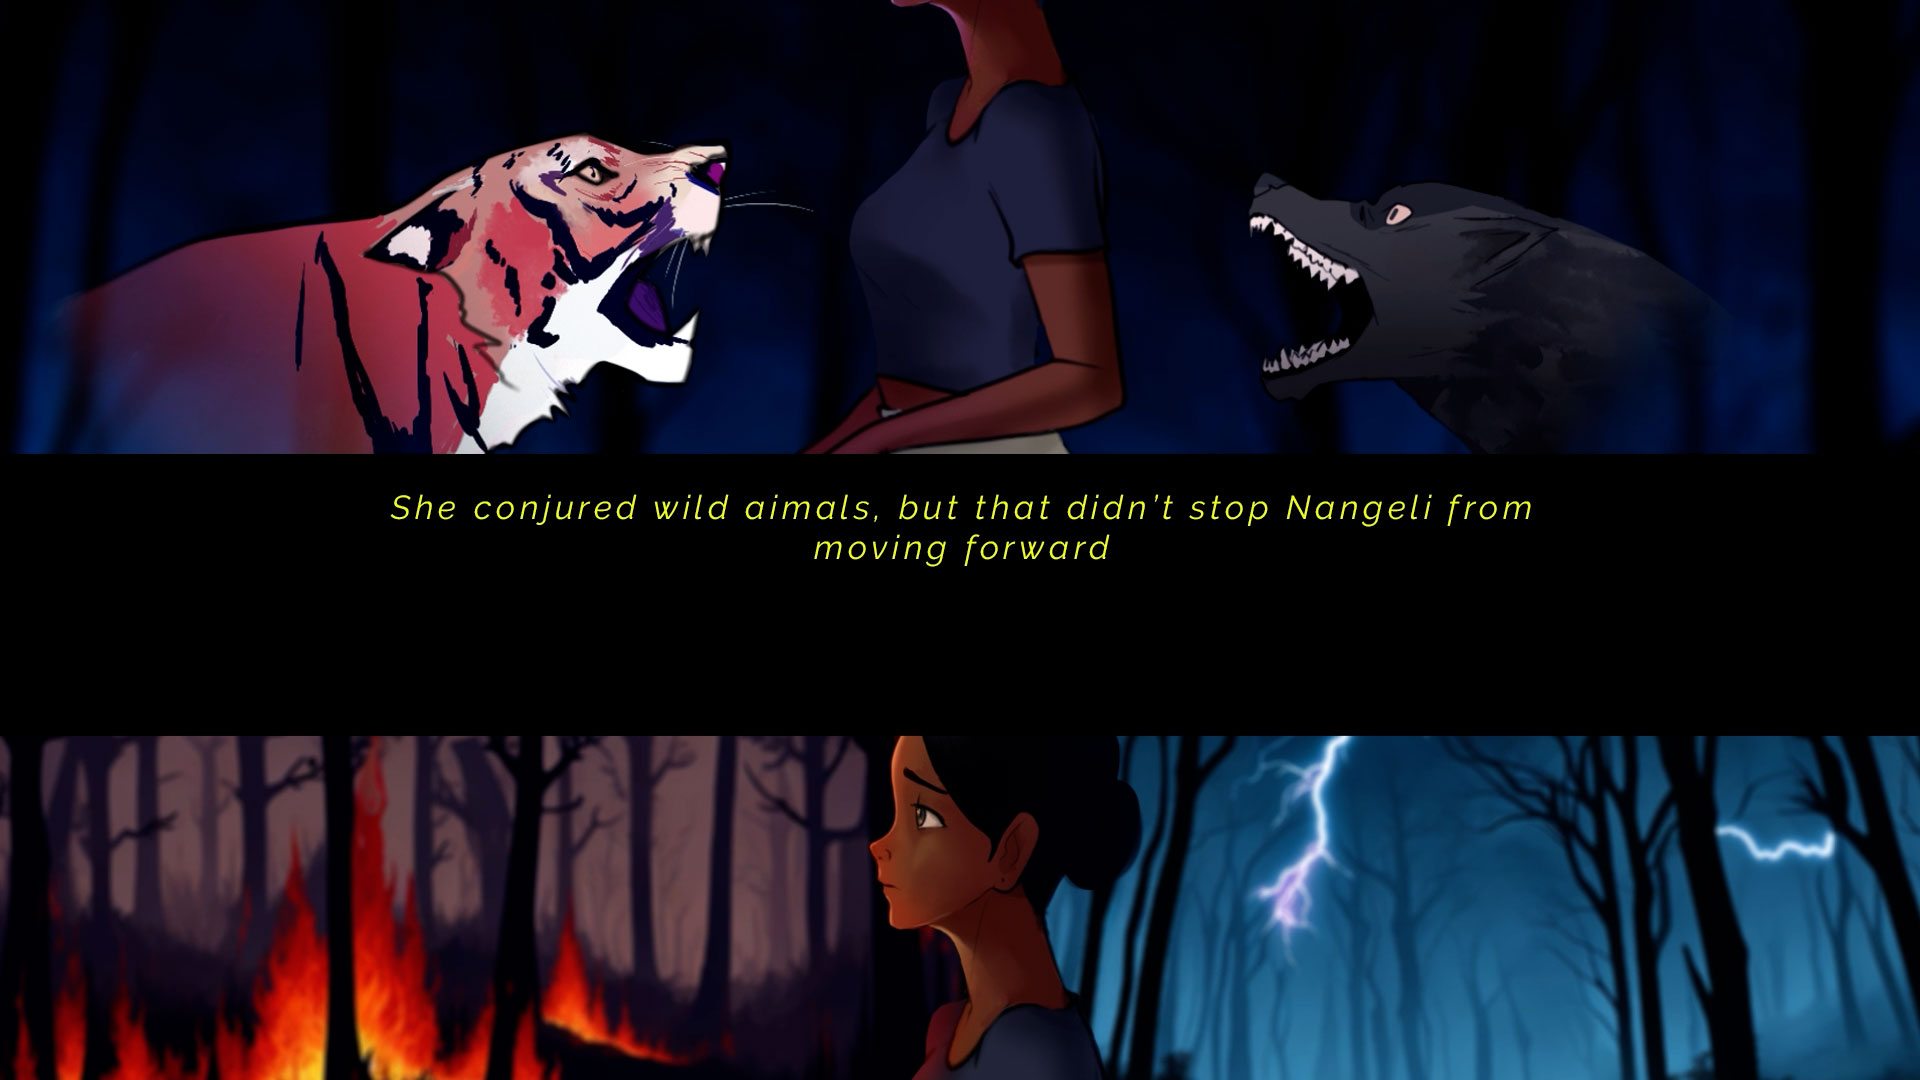 She conjured wild aimals, but that didn’t stop Nangeli from
moving forward